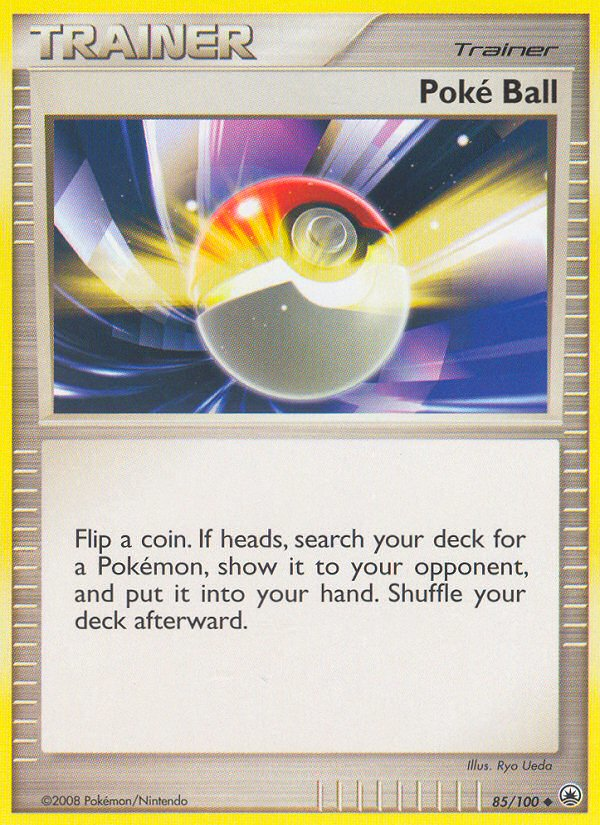 TRAINER
Trainer
Poké Ball
Flip a coin. If heads, search your deck for
a Pokémon, show it to your opponent,
and put it into your hand. Shuffle your
deck afterward.
Illus. Ryo Ueda
©2008 Pokémon/Nintendo
85/100